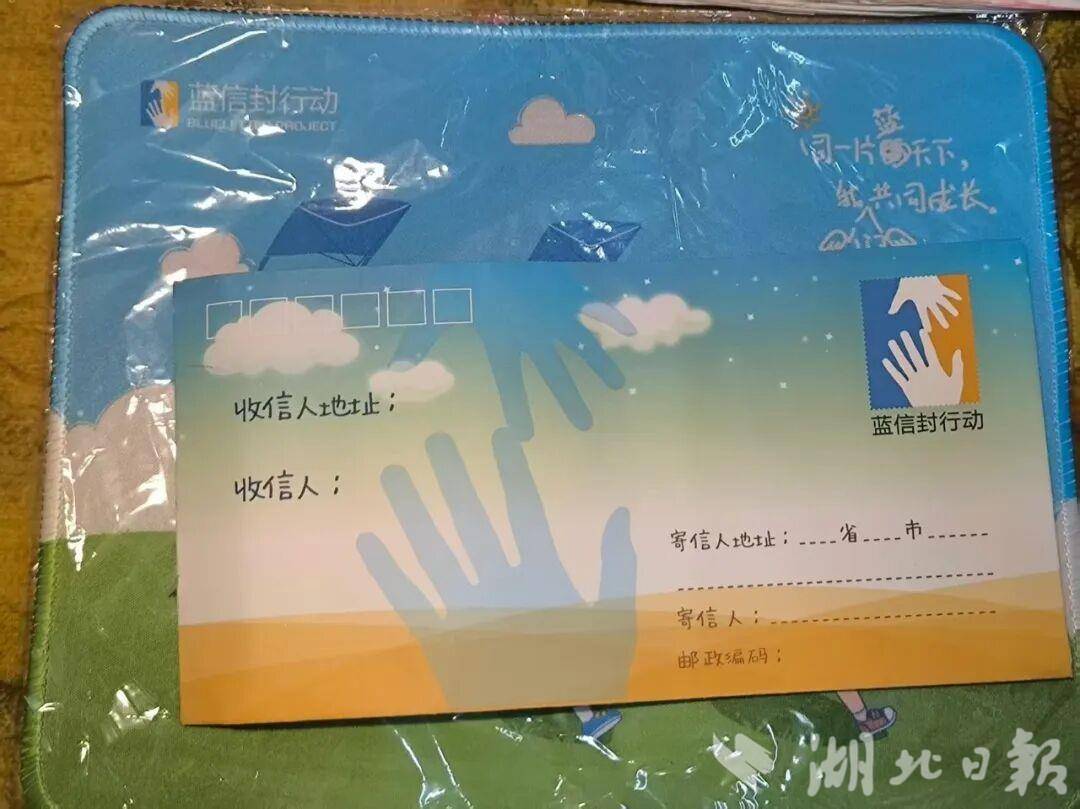 蓝信封行动
BLUELETTER PROJECT
蓝
同一片天下,
能共同成长。
们
蓝信封行动
收信人地址：
收信人：
寄信人地址：____省____市______
寄信人：
邮政编码：
湖北日报